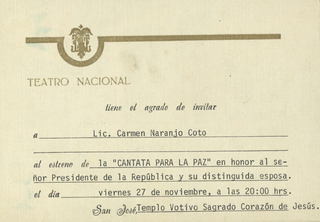 TEATRO NACIONAL
tiene el agrado de invitar
a Lic. Carmen Naranjo Coto
al estreno de la "CANTATA PARA LA PAZ" en honor al se-
ñor Presidente de la República y su distinguida esposa.
el día viernes 27 de noviembre, a las 20:00 hrs.
San José, Templo Votivo Sagrado Corazón de Jesús.